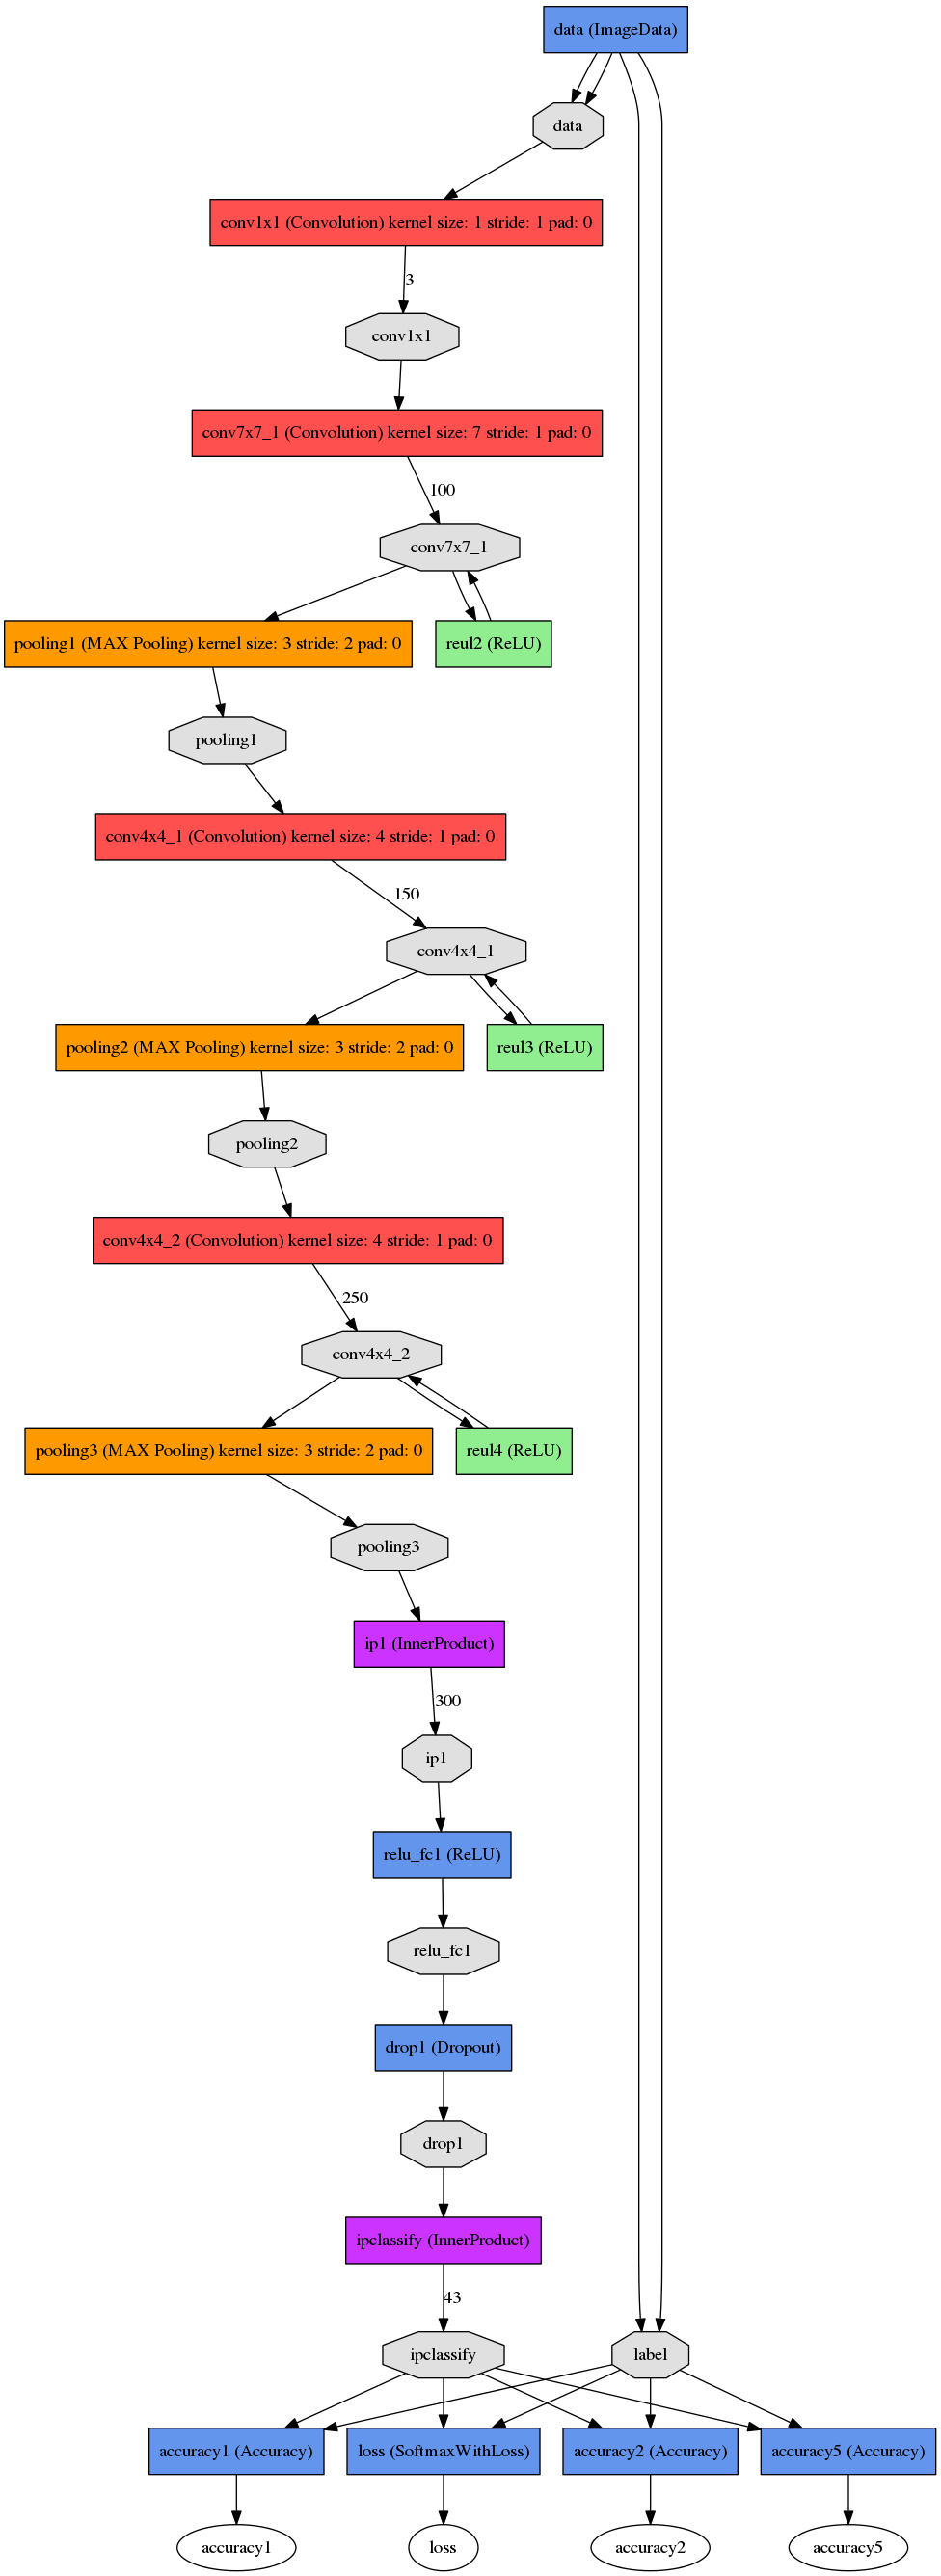 data (ImageData)
data
conv1x1 (Convolution) kernel size: 1 stride: 1 pad: 0
3
conv1x1
conv7x7_1 (Convolution) kernel size: 7 stride: 1 pad: 0
100
conv7x7_1
pooling1 (MAX Pooling) kernel size: 3 stride: 2 pad: 0
reul2 (ReLU)
pooling1
conv4x4_1 (Convolution) kernel size: 4 stride: 1 pad: 0
150
conv4x4_1
pooling2 (MAX Pooling) kernel size: 3 stride: 2 pad: 0
reul3 (ReLU)
pooling2
conv4x4_2 (Convolution) kernel size: 4 stride: 1 pad: 0
250
conv4x4_2
pooling3 (MAX Pooling) kernel size: 3 stride: 2 pad: 0
reul4 (ReLU)
pooling3
ip1 (InnerProduct)
300
ip1
relu_fc1 (ReLU)
relu_fc1
drop1 (Dropout)
drop1
ipclassify (InnerProduct)
43
ipclassify
label
accuracy1 (Accuracy)
loss (SoftmaxWithLoss)
accuracy2 (Accuracy)
accuracy5 (Accuracy)
accuracy1
loss
accuracy2
accuracy5